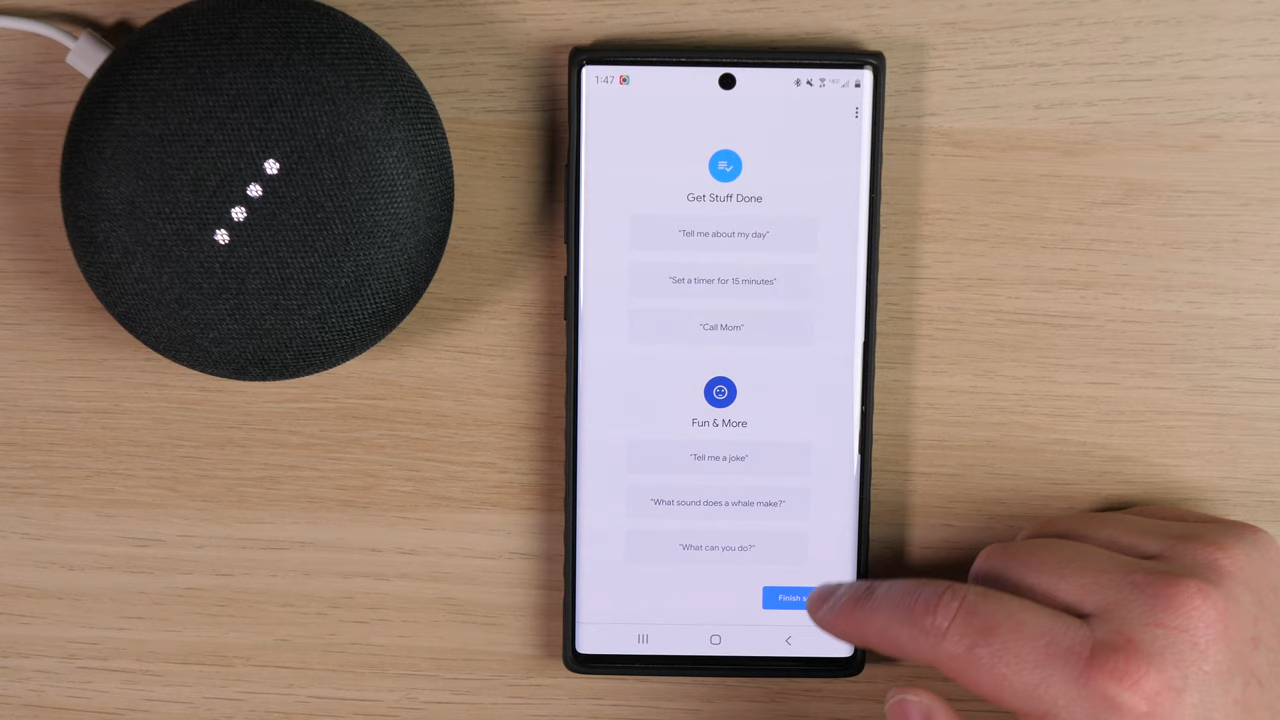 1:47
Get Stuff Done
"Tell me about my day"
"Set a timer for 15 minutes"
"Call Mom"
Fun & More
"Tell me a joke"
"What sound does a whale make?"
"What can you do?"
Finish